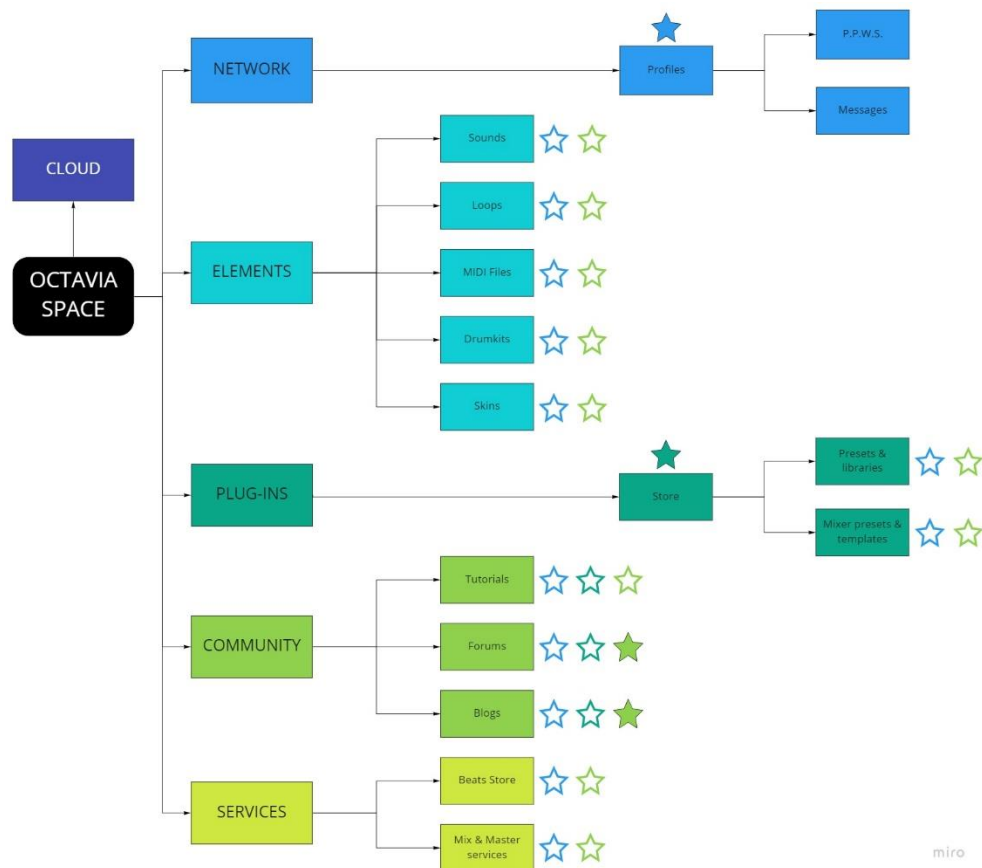 P.P.W.S.
NETWORK
Profiles
Messages
Sounds
CLOUD
Loops
OCTAVIA
SPACE
ELEMENTS
MIDI Files
Drumkits
Skins
Presets &
libraries
PLUG-INS
Store
Mixer presets &
templates
Tutorials
COMMUNITY
Forums
Blogs
Beats Store
SERVICES
Mix & Master
services
miro